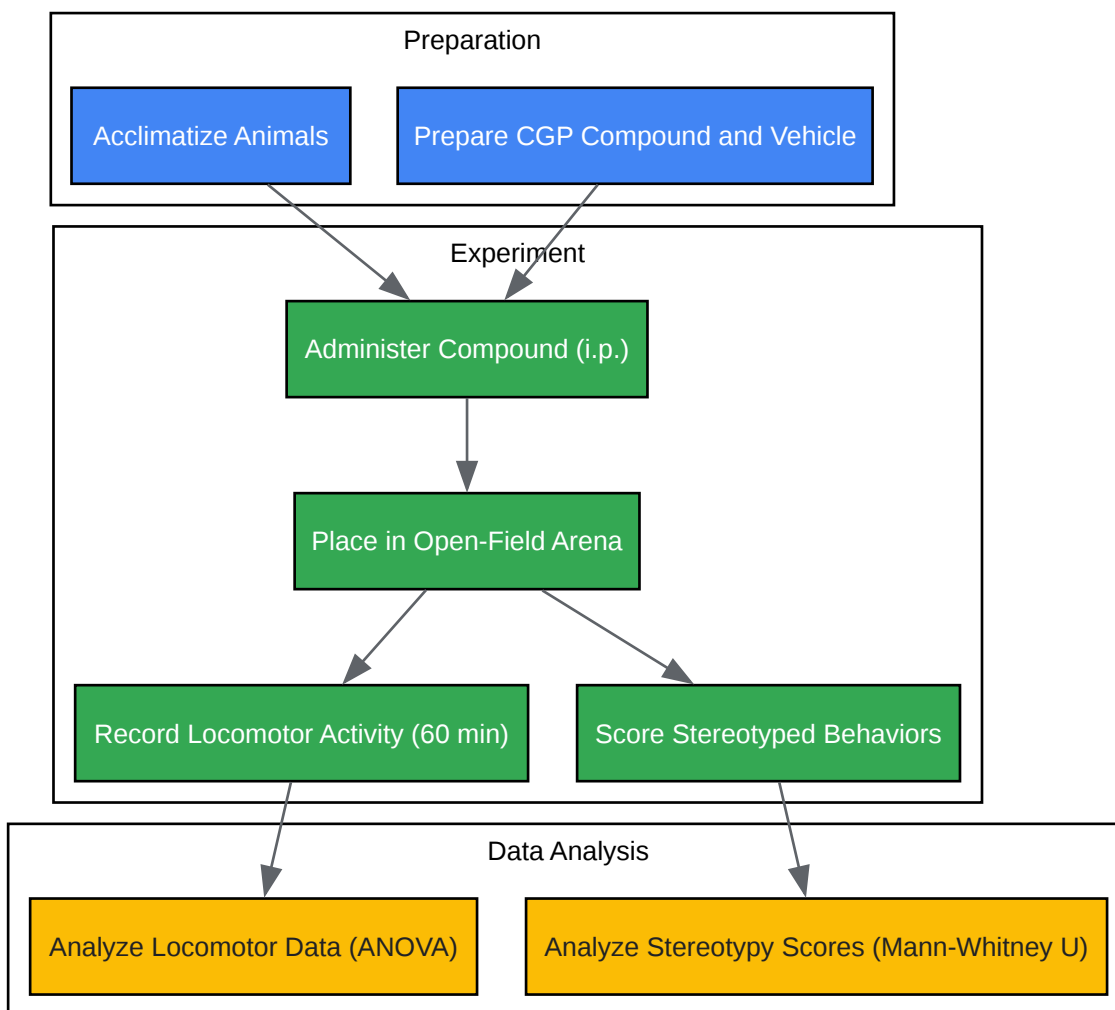 Preparation
Acclimatize Animals
Prepare CGP Compound and Vehicle
Experiment
Administer Compound (i.p.)
Place in Open-Field Arena
Record Locomotor Activity (60 min)
Score Stereotyped Behaviors
Data Analysis
Analyze Locomotor Data (ANOVA)
Analyze Stereotypy Scores (Mann-Whitney U)